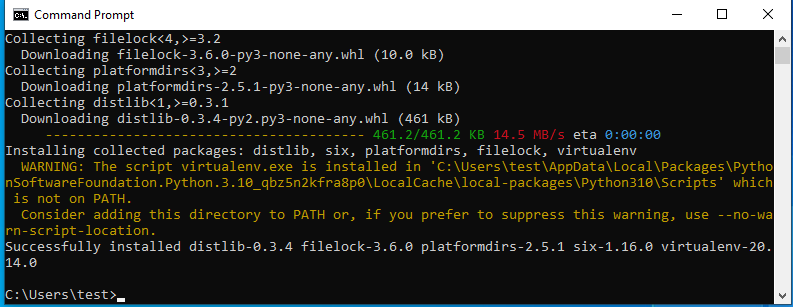 Command Prompt
Collecting filelock<4,>=3.2
  Downloading filelock-3.6.0-py3-none-any.whl (10.0 kB)
Collecting platformdirs<3,>=2
  Downloading platformdirs-2.5.1-py3-none-any.whl (14 kB)
Collecting distlib<1,>=0.3.1
  Downloading distlib-0.3.4-py2.py3-none-any.whl (461 kB)
     ---------------------------------------- 461.2/461.2 KB 14.5 MB/s eta 0:00:00
Installing collected packages: distlib, six, platformdirs, filelock, virtualenv
  WARNING: The script virtualenv.exe is installed in 'C:\Users\test\AppData\Local\Packages\Pytho
nSoftwareFoundation.Python.3.10_qbz5n2kfra8p0\LocalCache\local-packages\Python310\Scripts' which
 is not on PATH.
  Consider adding this directory to PATH or, if you prefer to suppress this warning, use --no-wa
rn-script-location.
Successfully installed distlib-0.3.4 filelock-3.6.0 platformdirs-2.5.1 six-1.16.0 virtualenv-20.
14.0
C:\Users\test>